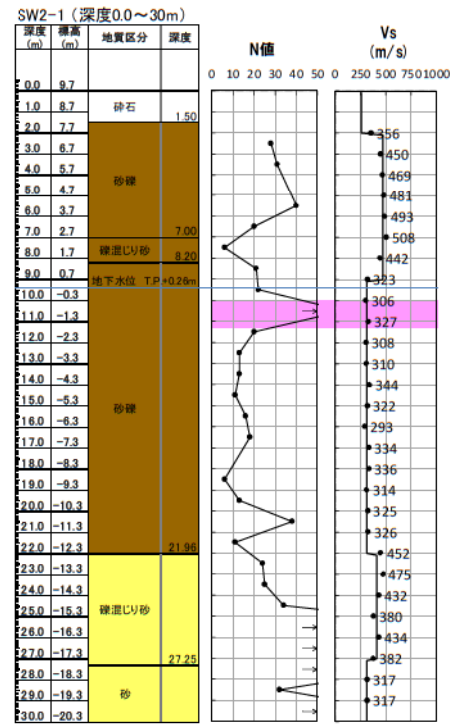 SW2-1 (深度0.0～30m)
深度(m) 標高(m) 地質区分 深度
N値
Vs
(m/s)
0 10 20 30 40 50
0 250 500 750 1000
0.0 9.7
1.0 8.7 砕石 1.50
2.0 7.7 356
3.0 6.7 450
4.0 5.7 砂礫 469
5.0 4.7 481
6.0 3.7 493
7.0 2.7 7.00 508
8.0 1.7 礫混じり砂 8.20 442
9.0 0.7 地下水位 T.P.+0.26m 323
10.0 -0.3 306
11.0 -1.3 → 327
12.0 -2.3 308
13.0 -3.3 310
14.0 -4.3 344
15.0 -5.3 砂礫 322
16.0 -6.3 293
17.0 -7.3 334
18.0 -8.3 336
19.0 -9.3 314
20.0 -10.3 325
21.0 -11.3 326
22.0 -12.3 21.96 452
23.0 -13.3 475
24.0 -14.3 432
25.0 -15.3 礫混じり砂 380
26.0 -16.3 → 434
27.0 -17.3 27.25 → 382
28.0 -18.3 → 317
29.0 -19.3 砂 317
30.0 -20.3 →